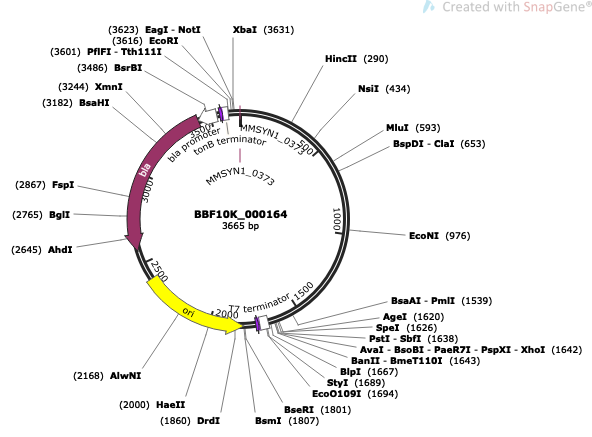 Created with SnapGene®
(3623) EagI - NotI
(3616) EcoRI
(3601) PflFI - Tth111I
(3486) BsrBI
(3244) XmnI
(3182) BsaHI
(2867) FspI
(2765) BglI
(2645) AhdI
(2168) AlwNI
(2000) HaeII
(1860) DrdI
XbaI (3631)
HincII (290)
NsiI (434)
MluI (593)
BspDI - ClaI (653)
EcoNI (976)
BsaAI - PmlI (1539)
AgeI (1620)
SpeI (1626)
PstI - SbfI (1638)
AvaI - BsoBI - PaeR7I - PspXI - XhoI (1642)
BanII - BmeT110I (1643)
BlpI (1667)
StyI (1689)
EcoO109I (1694)
BseRI (1801)
BsmI (1807)
MMSYN1_0373
500
1000
1500
2000
2500
3000
3500
bla promoter
tonB terminator
MMSYN1_0373
bla
ori
T7 terminator
BBF10K_000164
3665 bp